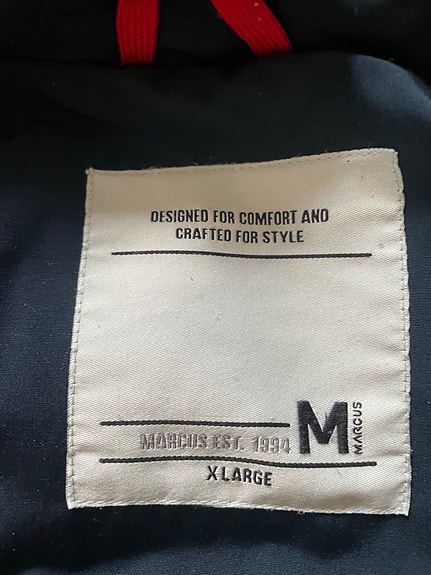 DESIGNED FOR COMFORT AND
CRAFTED FOR STYLE
MARCUS EST. 1994
M
MARCUS
X LARGE